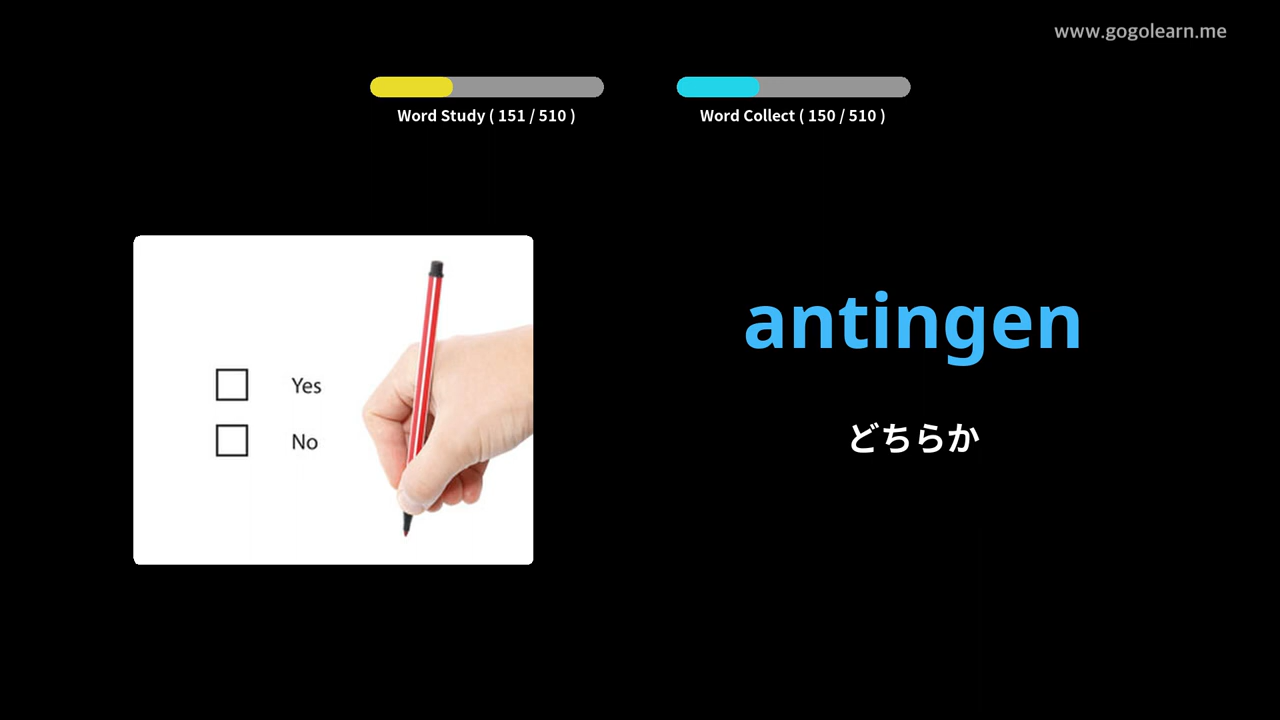 www.gogolearn.me
Word Study ( 151 / 510 )
Word Collect ( 150 / 510 )
Yes
No
antingen
どちらか